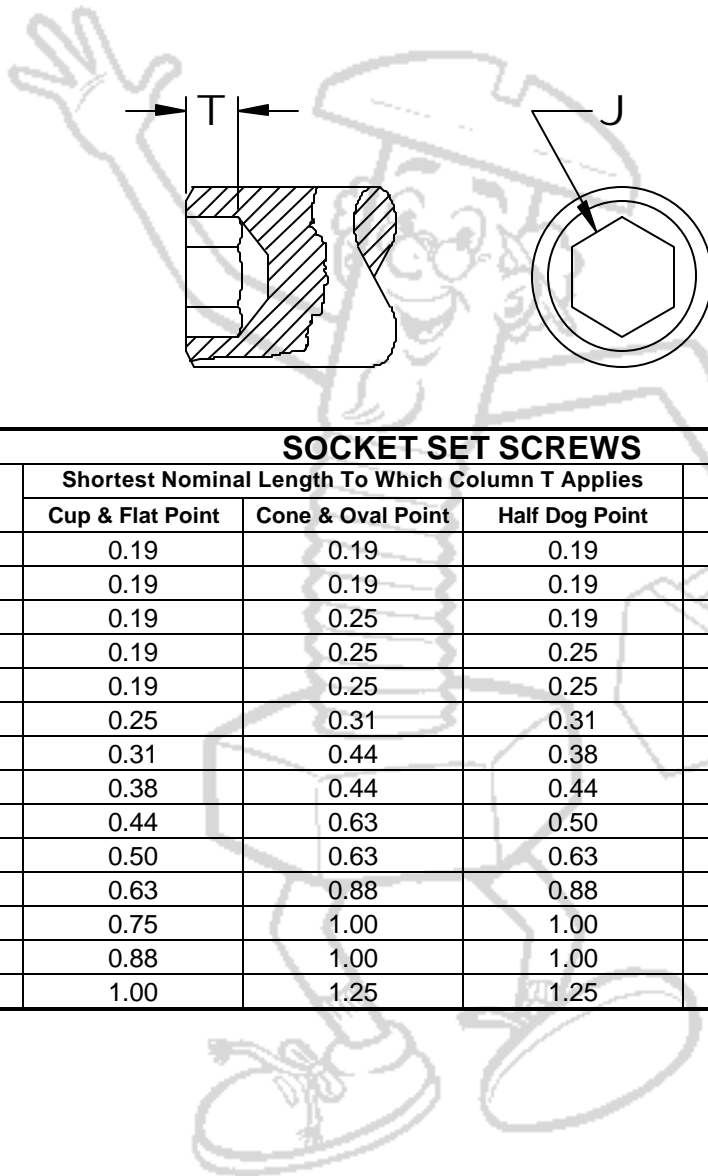 T
J
SOCKET SET SCREWS
Shortest Nominal Length To Which Column T Applies
Cup & Flat Point Cone & Oval Point Half Dog Point
0.19 0.19 0.19
0.19 0.19 0.19
0.19 0.25 0.19
0.19 0.25 0.25
0.19 0.25 0.25
0.25 0.31 0.31
0.31 0.44 0.38
0.38 0.44 0.44
0.44 0.63 0.50
0.50 0.63 0.63
0.63 0.88 0.88
0.75 1.00 1.00
0.88 1.00 1.00
1.00 1.25 1.25